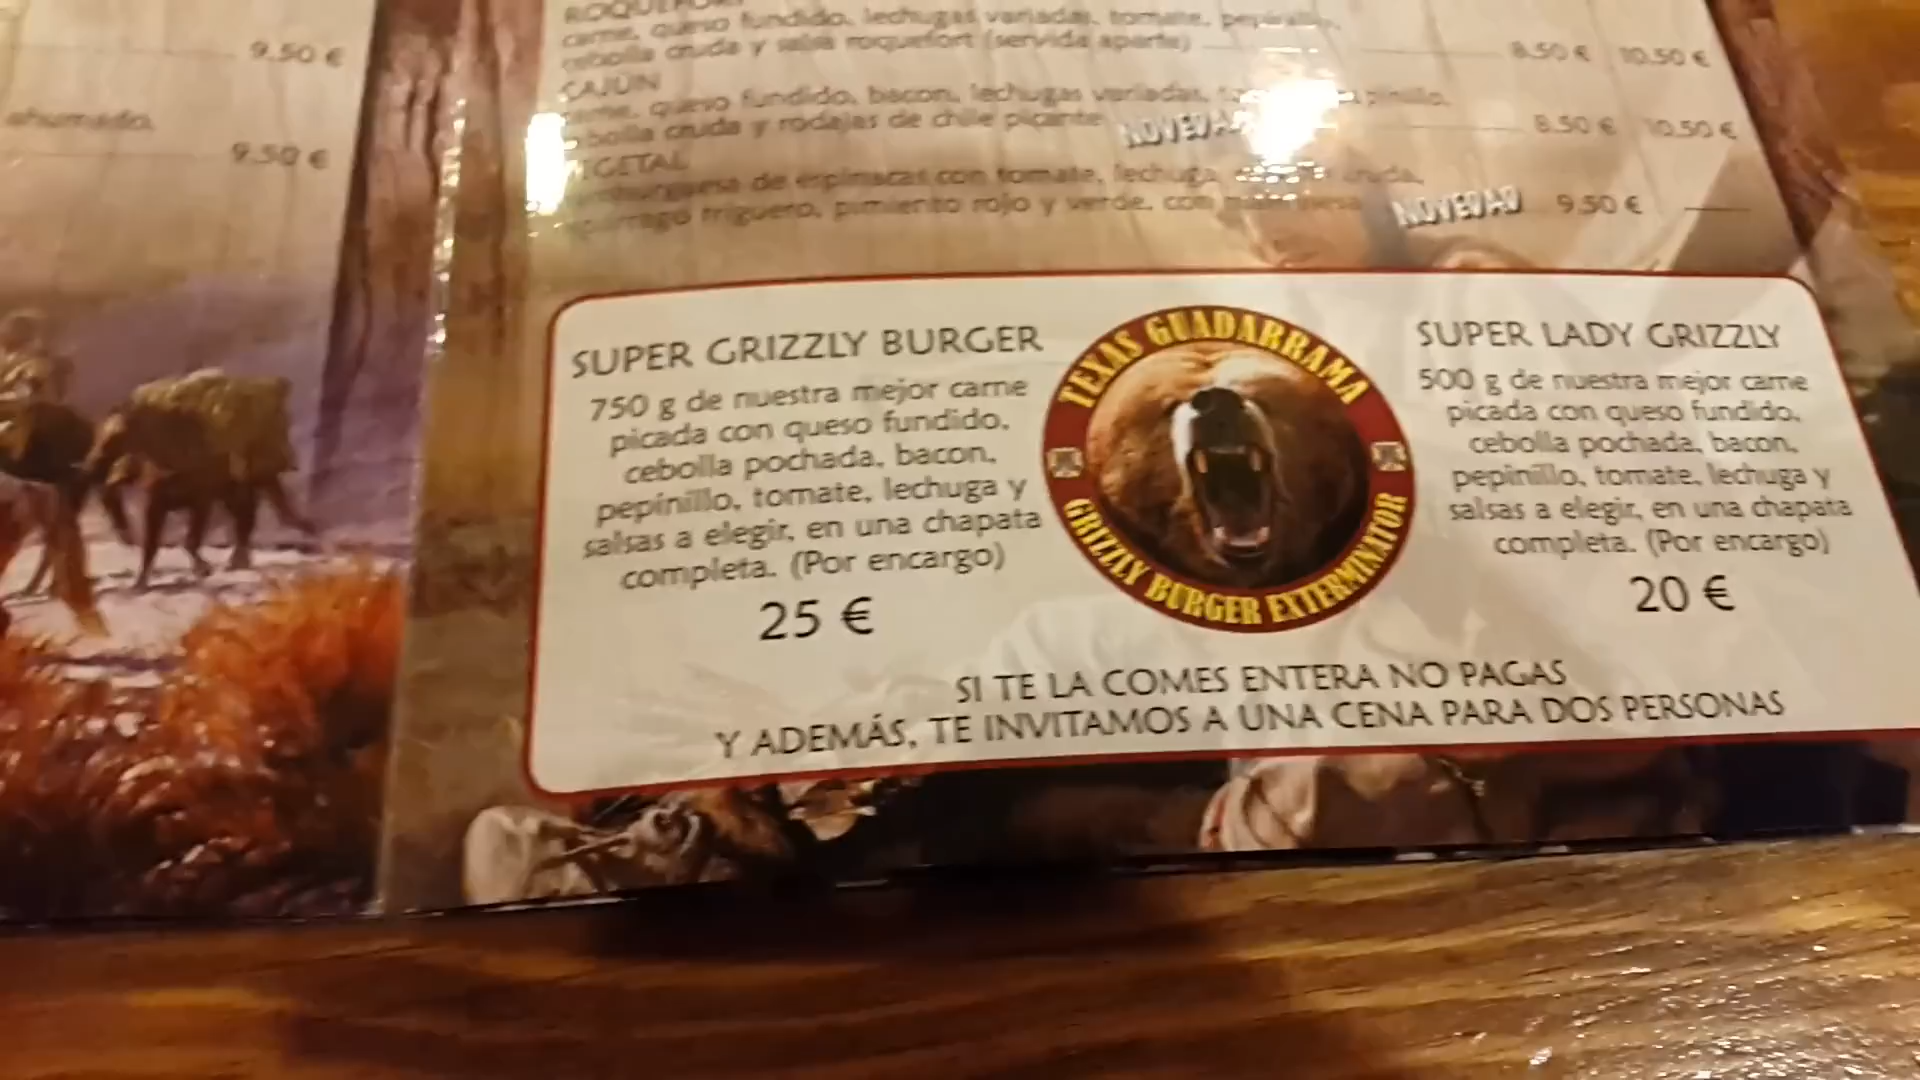 9.50 €
ahumado.
9.50 €
ROQUEFORT
carne, queso fundido, lechugas variadas, tomate, pepinillo,
cebolla cruda y salsa roquefort (servida aparte) 8.50 € 10.50 €
CAJUN
carne, queso fundido, bacon, lechugas variadas, pepinillo,
cebolla cruda y rodajas de chile picante NOVEDAD 8.50 € 10.50 €
VEGETAL
hamburguesa de espinacas con tomate, lechuga, cruda,
espárrago triguero, pimiento rojo y verde, con NOVEDAD 9.50 €
SUPER GRIZZLY BURGER
750 g de nuestra mejor carne
picada con queso fundido,
cebolla pochada, bacon,
pepinillo, tomate, lechuga y
salsas a elegir, en una chapata
completa. (Por encargo)
25 €
TEXAS GUADARRAMA
GRIZZLY BURGER EXTERMINATOR
SUPER LADY GRIZZLY
500 g de nuestra mejor carne
picada con queso fundido,
cebolla pochada, bacon,
pepinillo, tomate, lechuga y
salsas a elegir, en una chapata
completa. (Por encargo)
20 €
SI TE LA COMES ENTERA NO PAGAS
Y ADEMÁS, TE INVITAMOS A UNA CENA PARA DOS PERSONAS